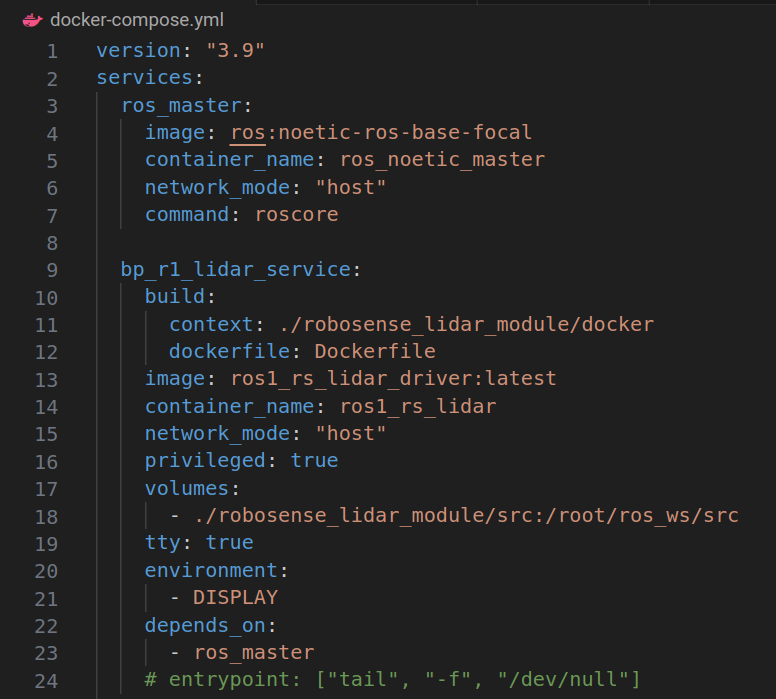 docker-compose.yml
1 version: "3.9"
2 services:
3   ros_master:
4     image: ros:noetic-ros-base-focal
5     container_name: ros_noetic_master
6     network_mode: "host"
7     command: roscore
8
9   bp_r1_lidar_service:
10     build:
11       context: ./robosense_lidar_module/docker
12       dockerfile: Dockerfile
13     image: ros1_rs_lidar_driver:latest
14     container_name: ros1_rs_lidar
15     network_mode: "host"
16     privileged: true
17     volumes:
18       - ./robosense_lidar_module/src:/root/ros_ws/src
19     tty: true
20     environment:
21       - DISPLAY
22     depends_on:
23       - ros_master
24     # entrypoint: ["tail", "-f", "/dev/null"]